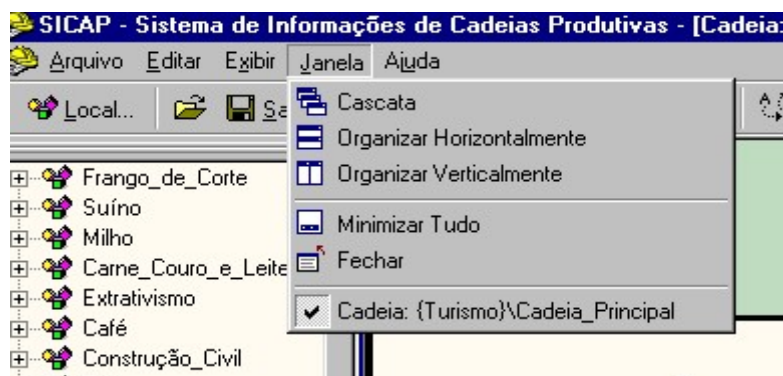 SICAP - Sistema de Informações de Cadeias Produtivas - [Cadeia:
Arquivo Editar Exibir Janela Ajuda
Local... Sa
Cascata
Organizar Horizontalmente
Organizar Verticalmente
Minimizar Tudo
Fechar
Cadeia: {Turismo}\Cadeia_Principal
Frango_de_Corte
Suíno
Milho
Carne_Couro_e_Leite
Extrativismo
Café
Construção_Civil